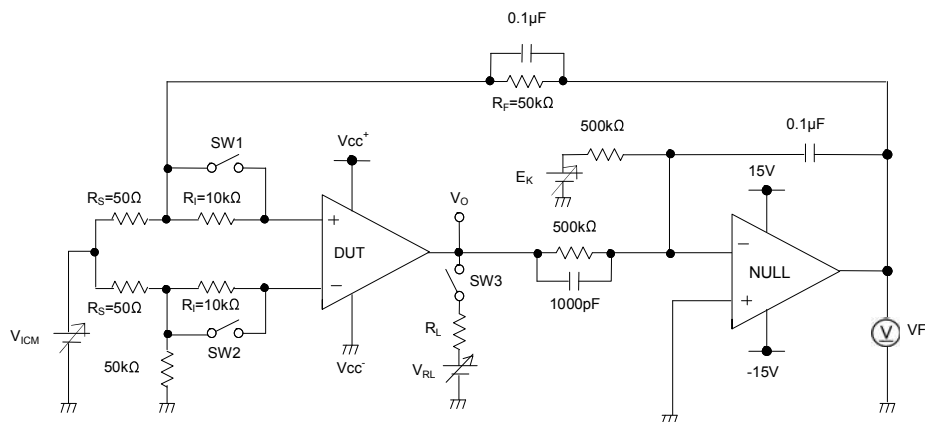 0.1µF
R_F=50kΩ
500kΩ
0.1µF
SW1
Vcc⁺
E_K
15V
R_S=50Ω
R_I=10kΩ
V_O
500kΩ
+
DUT
−
−
NULL
+
SW3
1000pF
R_S=50Ω
R_I=10kΩ
V_ICM
SW2
R_L
V
VF
50kΩ
Vcc⁻
V_RL
-15V